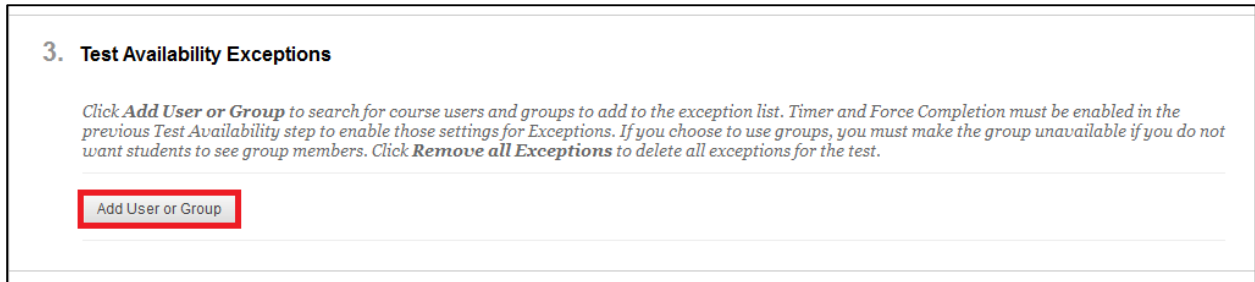 3. Test Availability Exceptions
Click Add User or Group to search for course users and groups to add to the exception list. Timer and Force Completion must be enabled in the
previous Test Availability step to enable those settings for Exceptions. If you choose to use groups, you must make the group unavailable if you do not
want students to see group members. Click Remove all Exceptions to delete all exceptions for the test.
Add User or Group